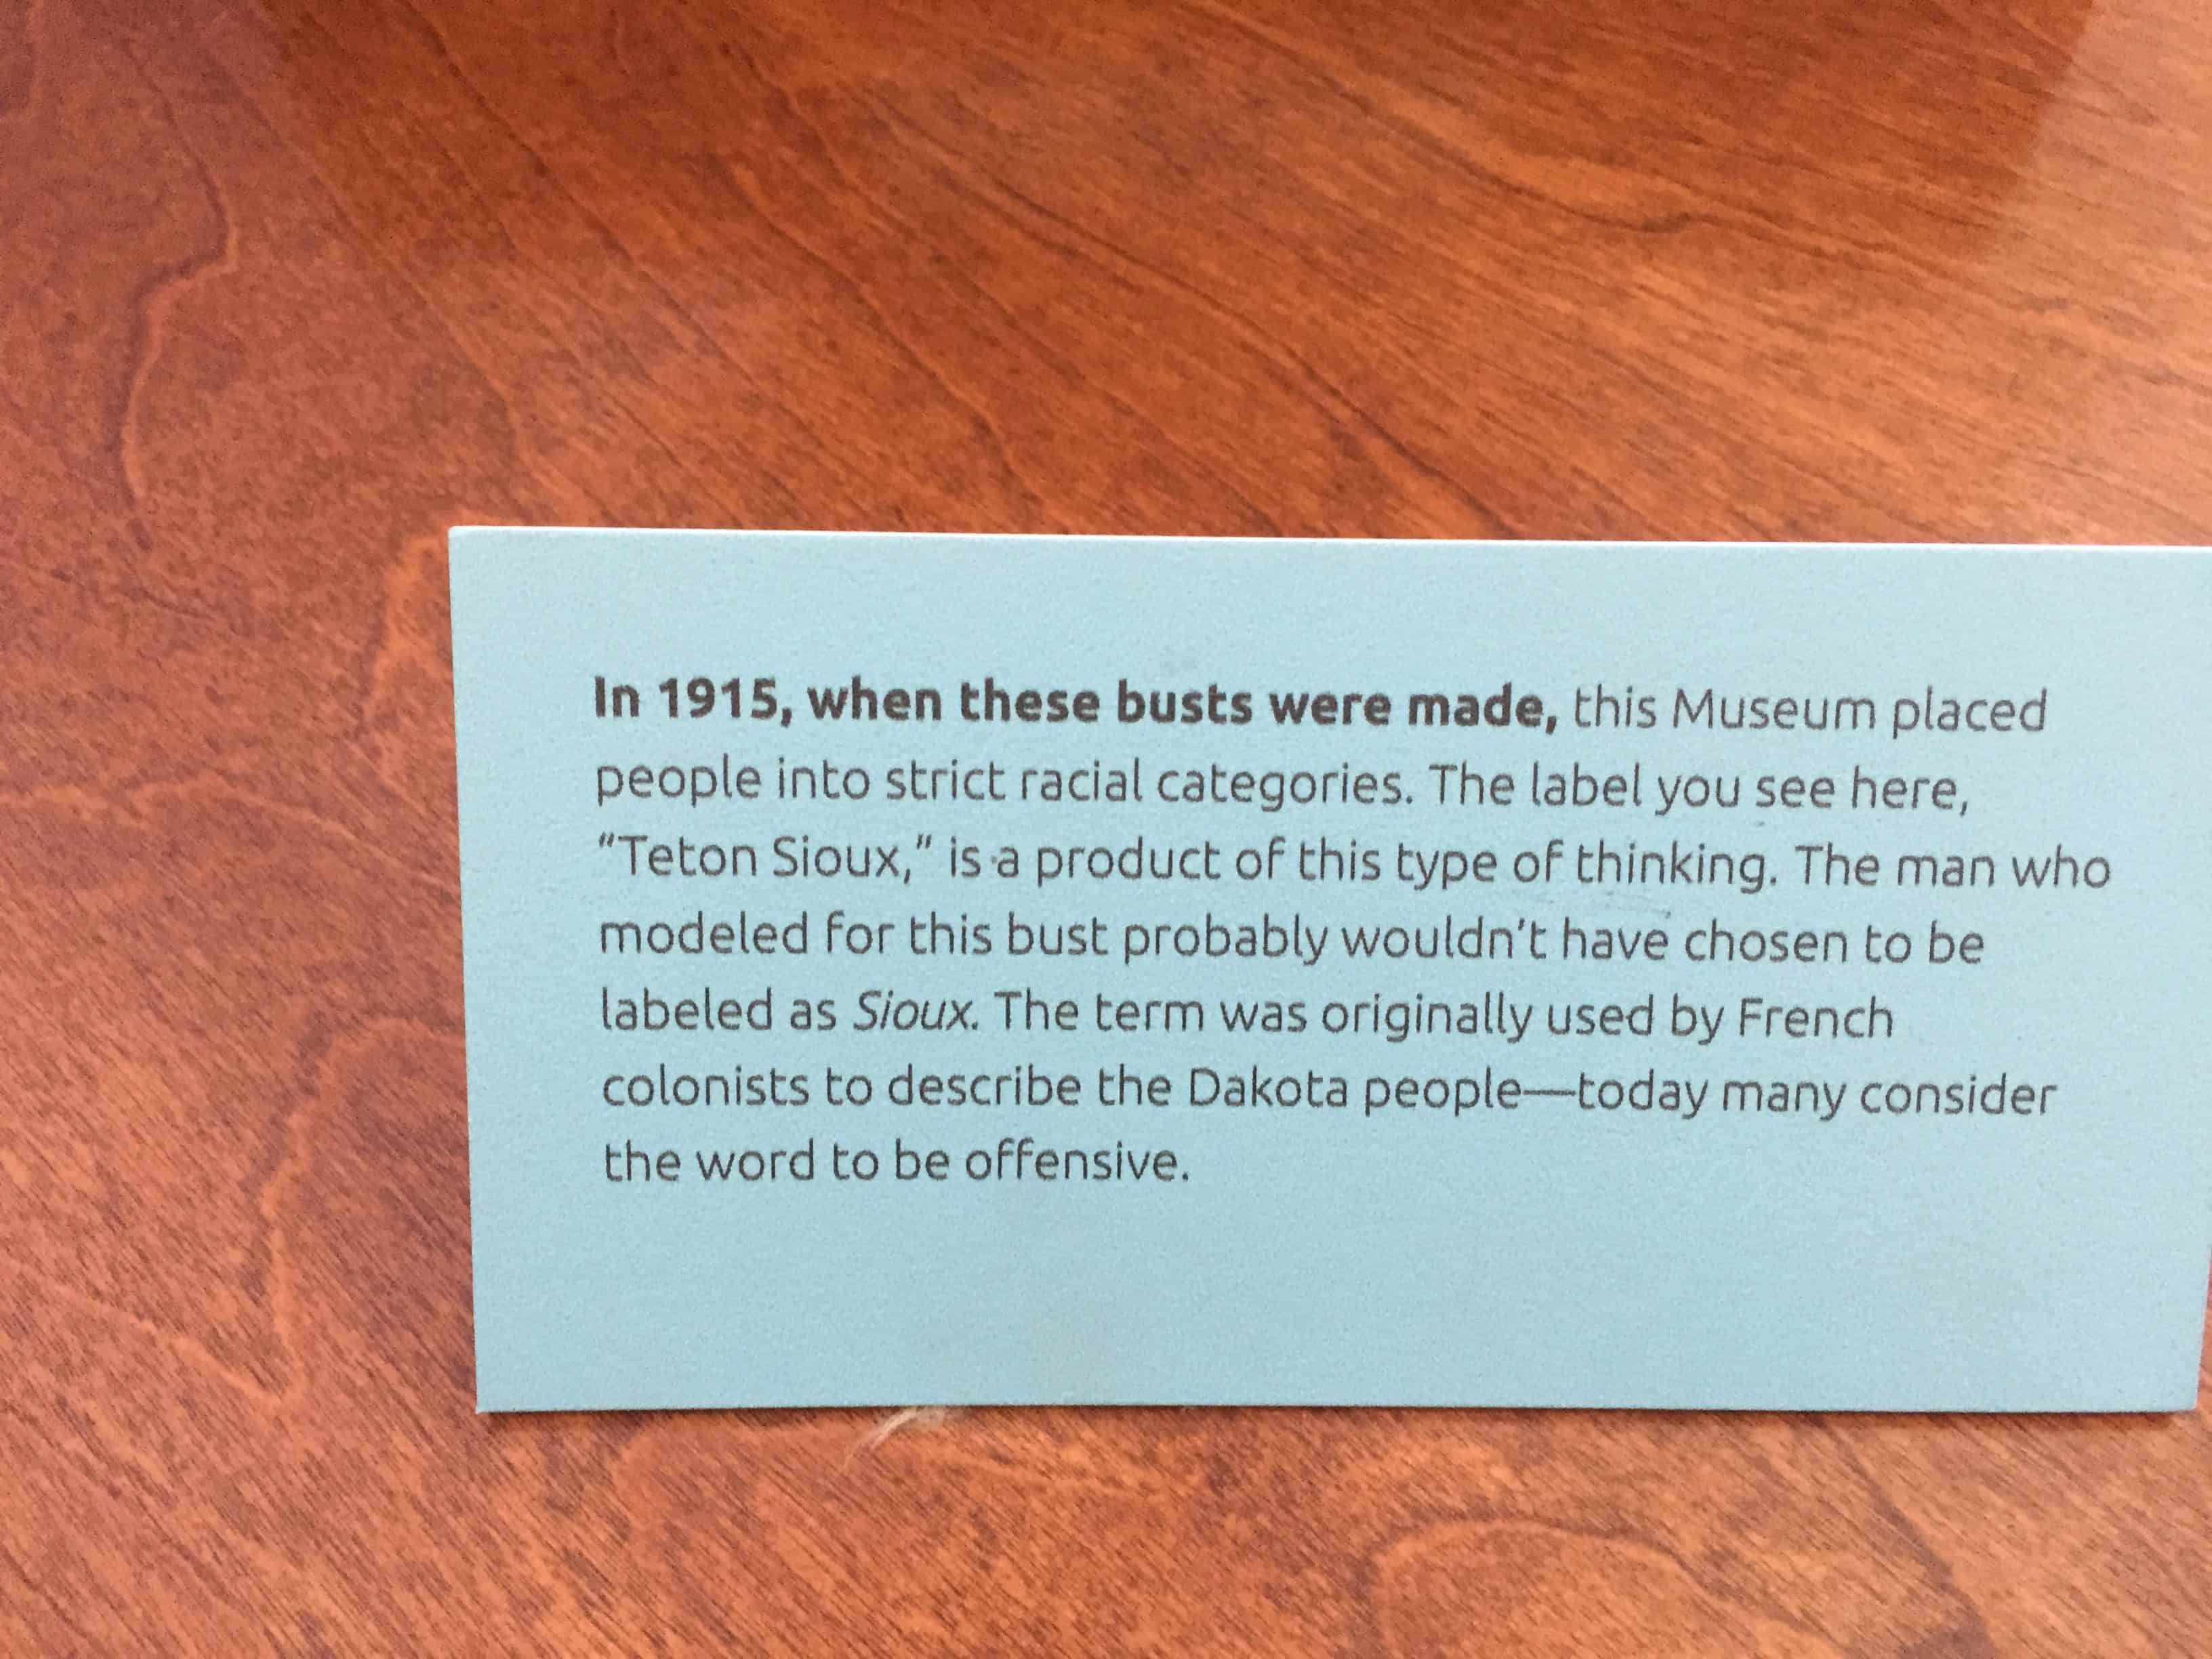 In 1915, when these busts were made, this Museum placed
people into strict racial categories. The label you see here,
“Teton Sioux,” is a product of this type of thinking. The man who
modeled for this bust probably wouldn’t have chosen to be
labeled as Sioux. The term was originally used by French
colonists to describe the Dakota people—today many consider
the word to be offensive.